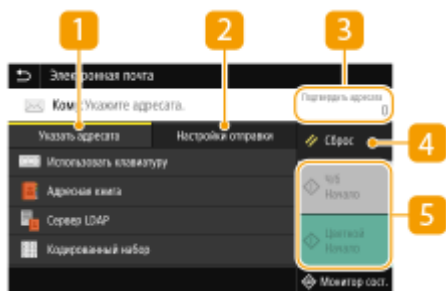 1
2
3
Электронная почта
Кому: Укажите адресата.
Подтвердить адресата
0
Указать адресата
Настройки отправки
Сброс
4
Использовать клавиатуру
Адресная книга
Ч/б
Начало
5
Сервер LDAP
Цветной
Начало
Кодированный набор
Монитор сост.